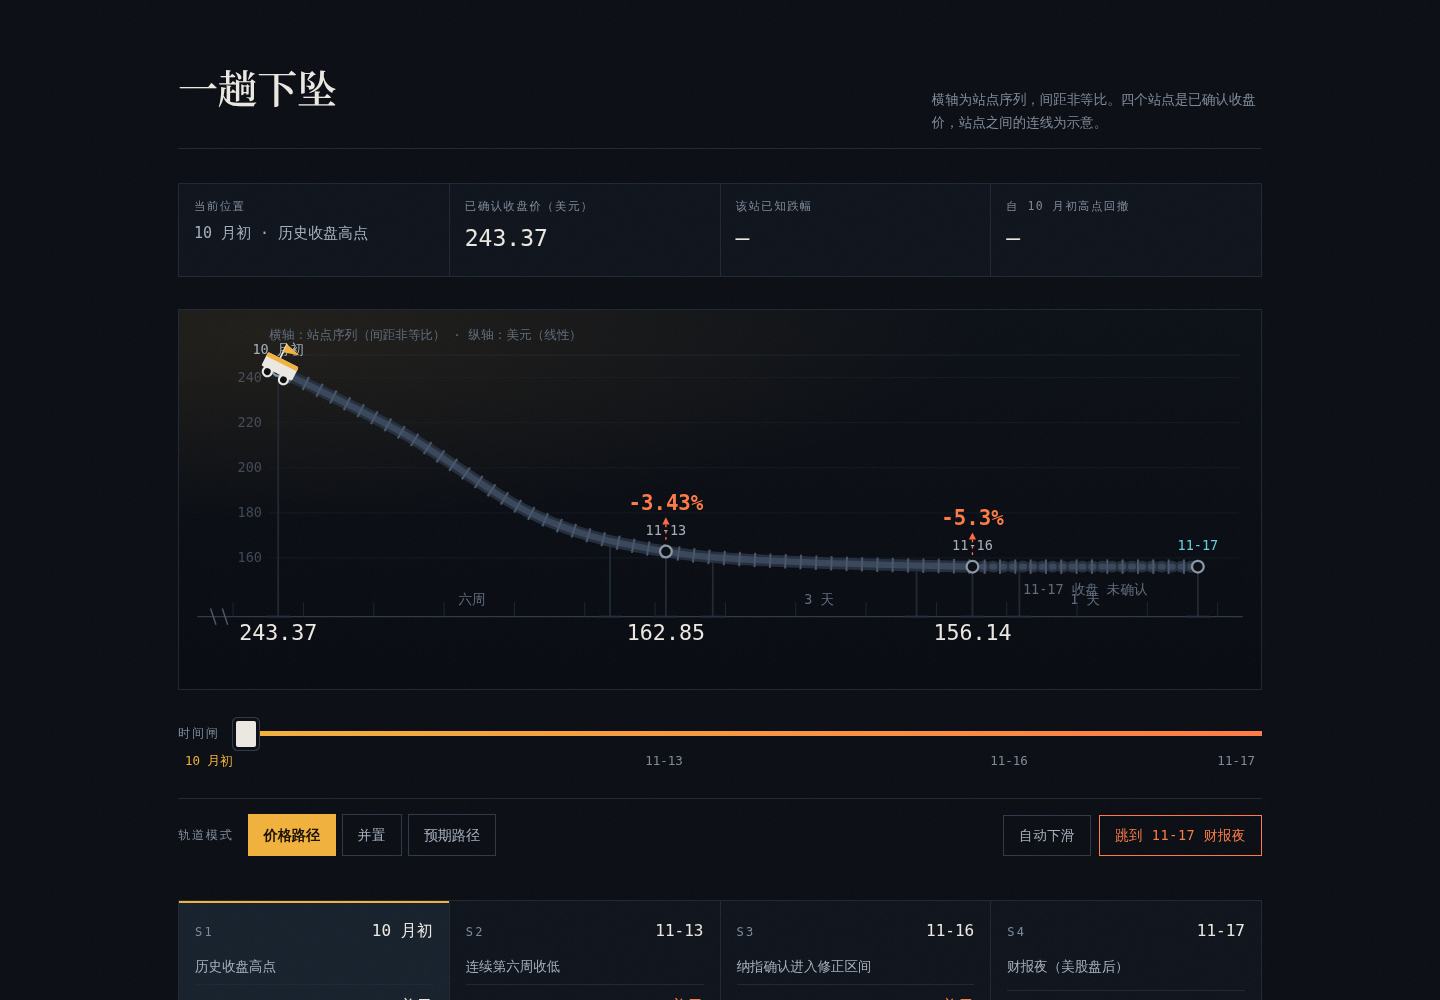 一趟下坠
横轴为站点序列，间距非等比。四个站点是已确认收盘
价，站点之间的连线为示意。
当前位置
10 月初 · 历史收盘高点
已确认收盘价（美元）
243.37
该站已知跌幅
—
自 10 月初高点回撤
—
横轴：站点序列（间距非等比） · 纵轴：美元（线性）
10 月初
240
220
200
180
160
-3.43%
11-13
-5.3%
11-16
11-17
11-17 收盘 未确认
六周
3 天
1 天
243.37
162.85
156.14
时间闸
10 月初
11-13
11-16
11-17
轨道模式
价格路径
并置
预期路径
自动下滑
跳到 11-17 财报夜
S1
10 月初
历史收盘高点
S2
11-13
连续第六周收低
S3
11-16
纳指确认进入修正区间
S4
11-17
财报夜（美股盘后）